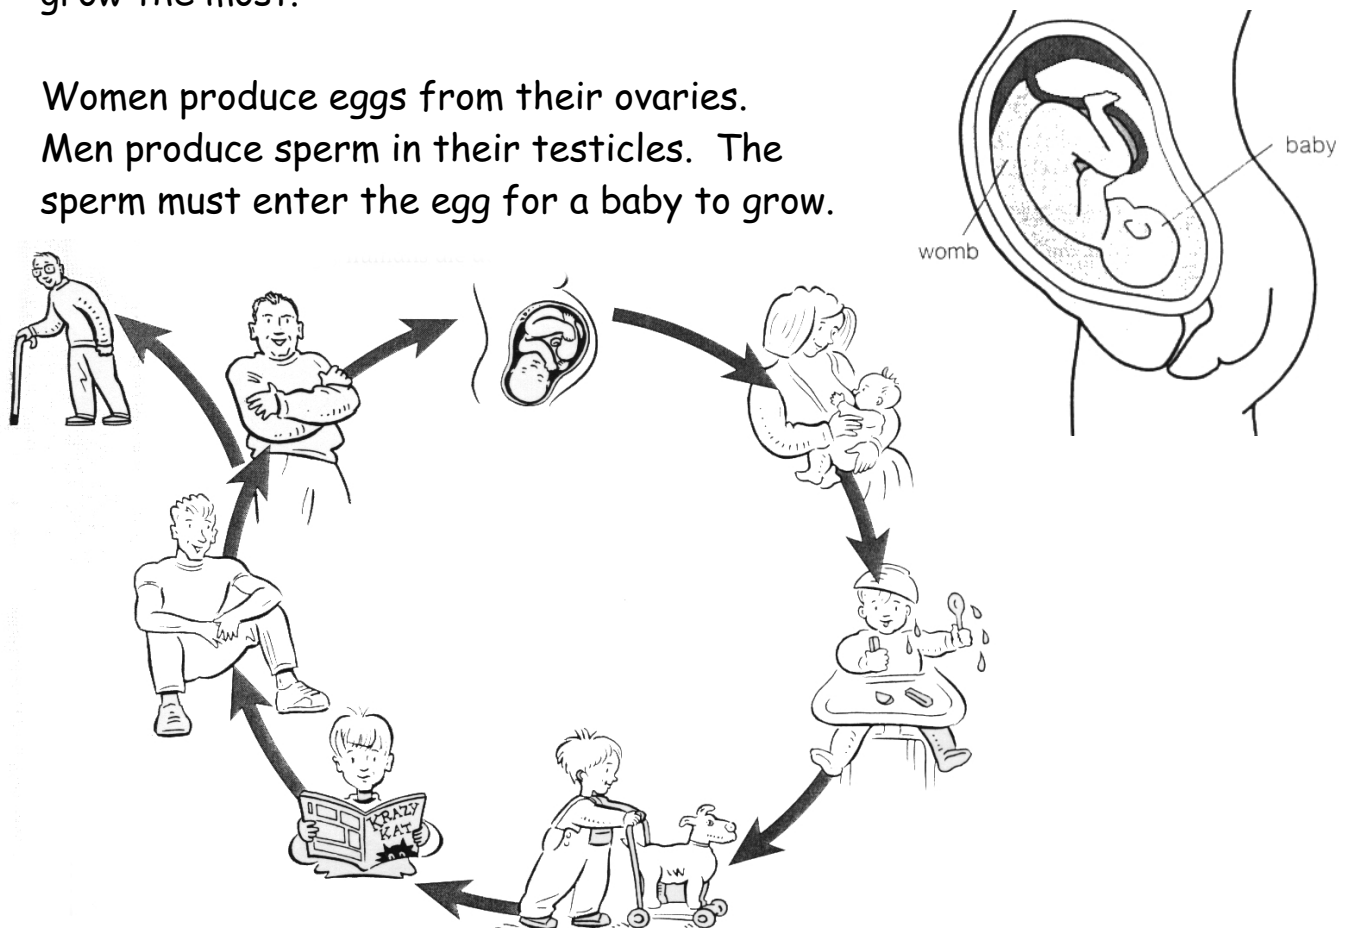 grow the most.
Women produce eggs from their ovaries.
Men produce sperm in their testicles.  The
sperm must enter the egg for a baby to grow.
baby
womb
KRAZY
KAT